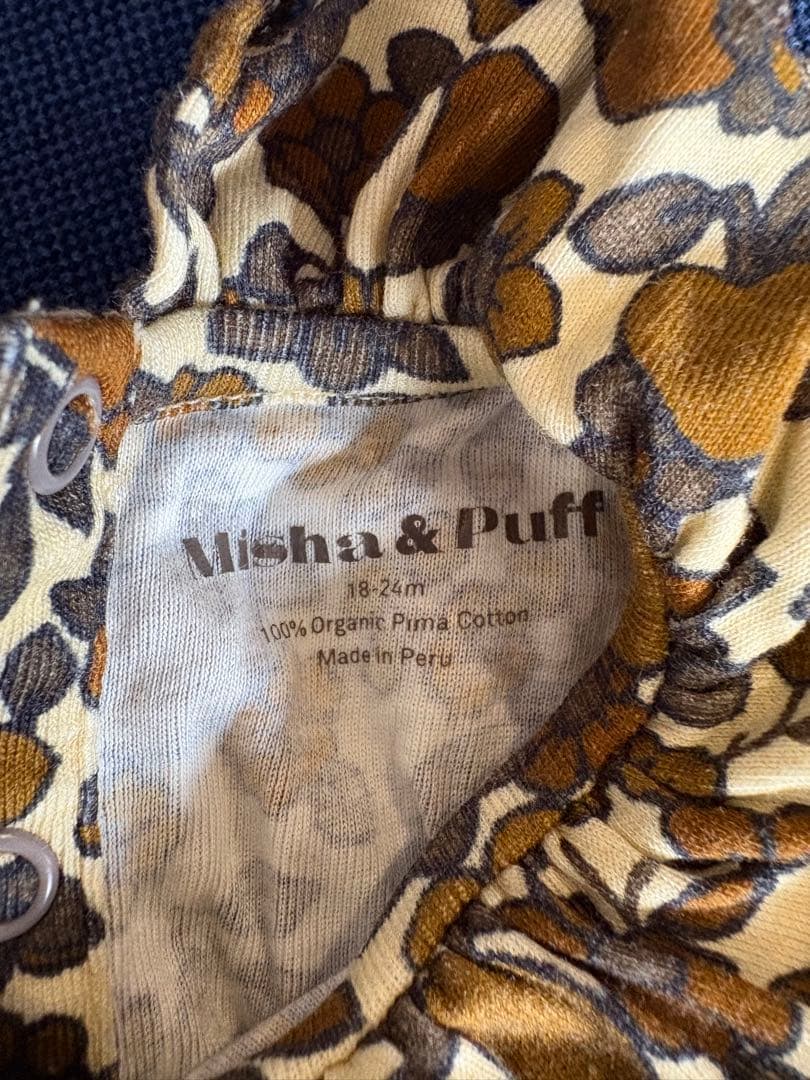 Misha & Puff
18-24m
100% Organic Pima Cotton
Made in Peru